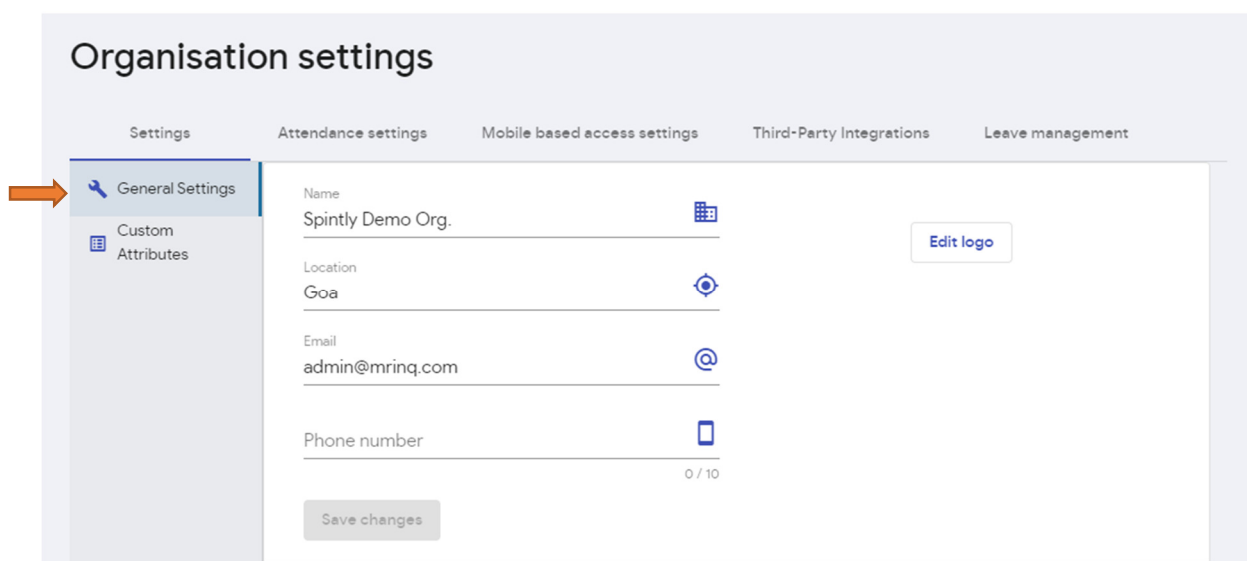 Organisation settings
Settings
Attendance settings
Mobile based access settings
Third-Party Integrations
Leave management
General Settings
Custom
Attributes
Name
Spintly Demo Org.
Location
Goa
Email
admin@mrinq.com
Phone number
0 / 10
Save changes
Edit logo